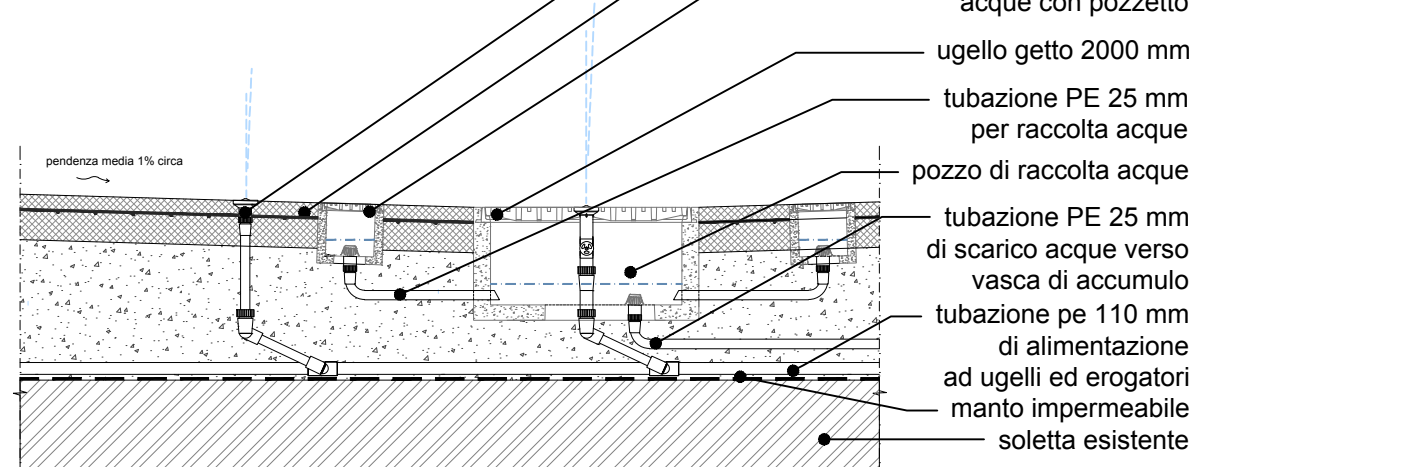 acque con pozzetto
ugello getto 2000 mm
tubazione PE 25 mm
per raccolta acque
pendenza media 1% circa
pozzo di raccolta acque
tubazione PE 25 mm
di scarico acque verso
vasca di accumulo
tubazione pe 110 mm
di alimentazione
ad ugelli ed erogatori
manto impermeabile
soletta esistente